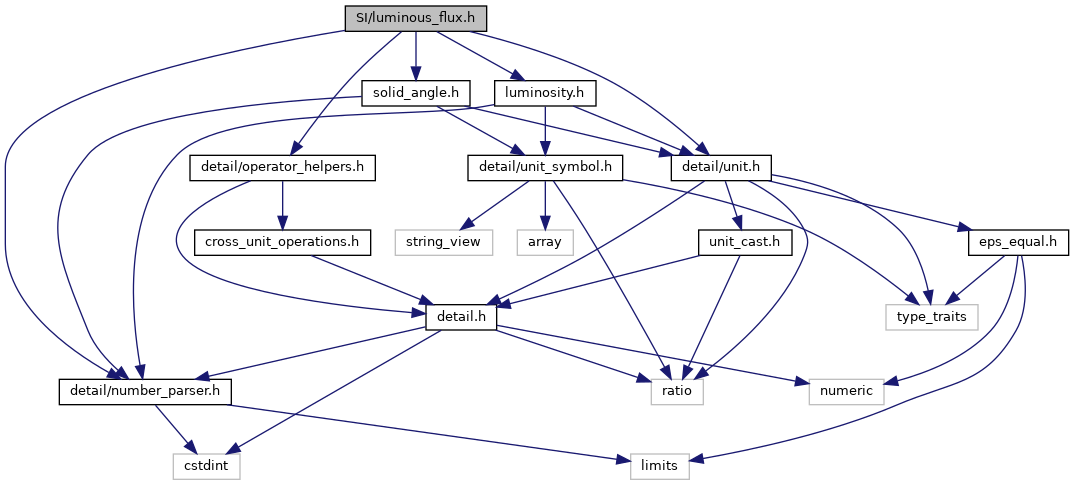 SI/luminous_flux.h
solid_angle.h
luminosity.h
detail/operator_helpers.h
detail/unit_symbol.h
detail/unit.h
cross_unit_operations.h
string_view
array
unit_cast.h
eps_equal.h
detail.h
type_traits
detail/number_parser.h
ratio
numeric
cstdint
limits